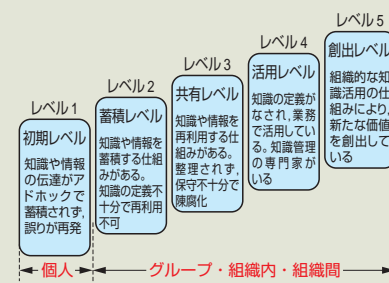 レベル1
初期レベル
知識や情報
の伝達がア
ドホックで
蓄積されず,
誤りが再発
レベル2
蓄積レベル
知識や情報を
蓄積する仕組
みがある。
知識の定義不
十分で再利用
不可
レベル3
共有レベル
知識や情報を
再利用する仕
組みがある。
整理されず,
保守不十分で
陳腐化
レベル4
活用レベル
知識の定義が
なされ,業務
で活用してい
る。知識管理
の専門家が
いる
レベル5
創出レベル
組織的な知
識活用の仕
組みにより,
新たな価値
を創出して
いる
個人
グループ・組織内・組織間